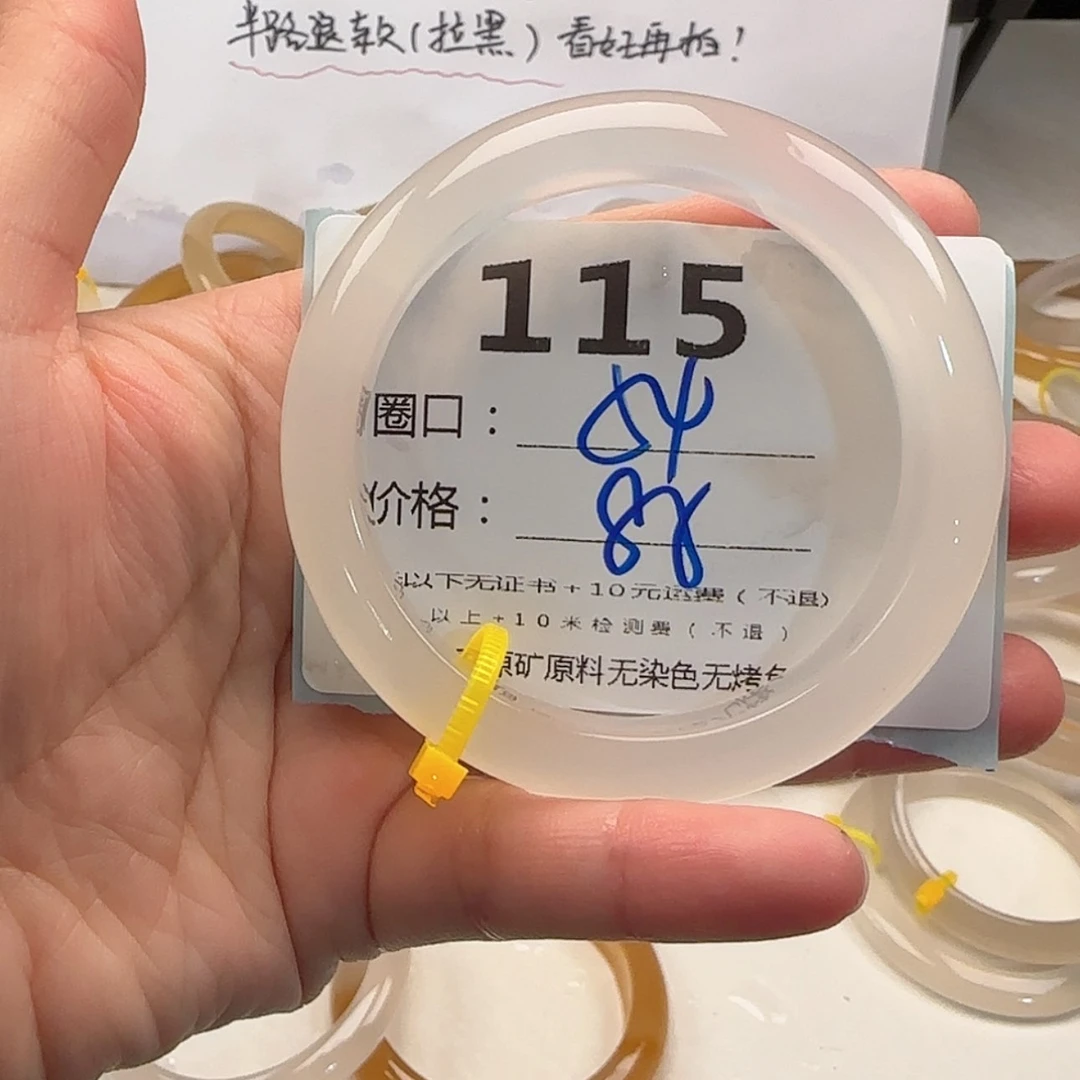 半路退款(拉黑)看好再拍!
115
圈口：
价格：88
以下无证书+10元运费(不退)
以上+10米检测费(不退)
原矿原料无染色无烤色